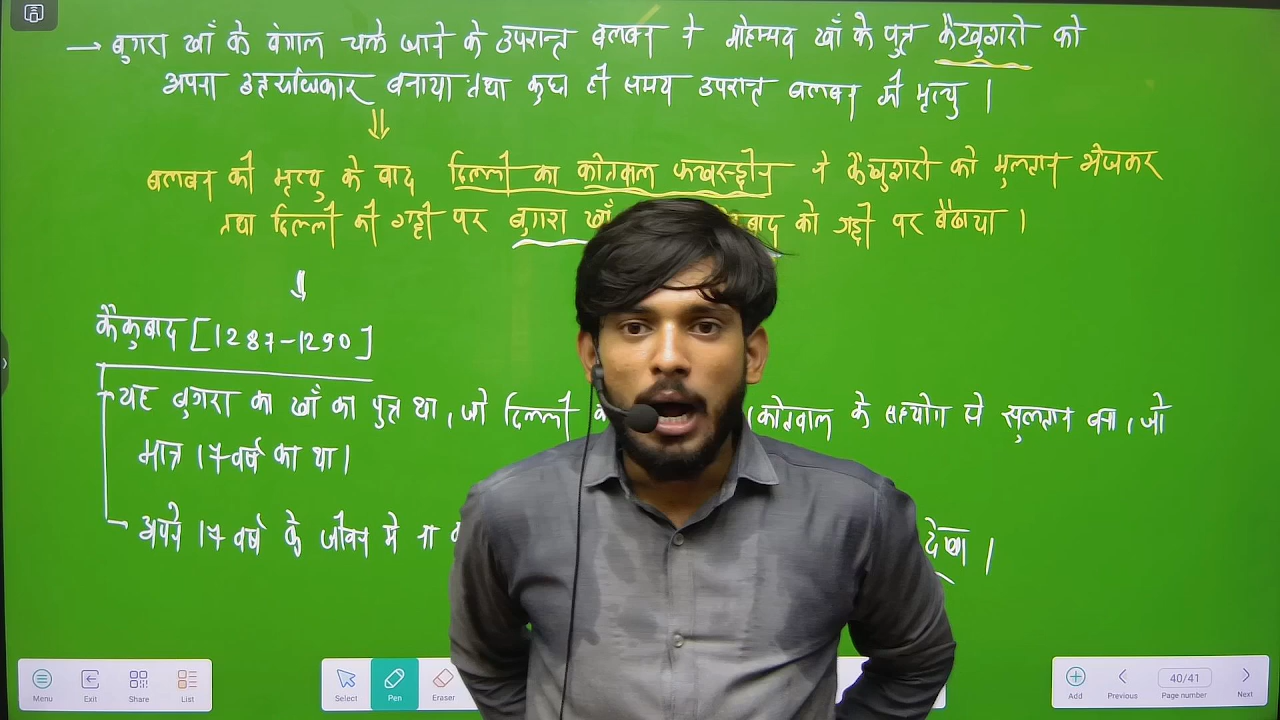 → बुगरा खाँ के बंगाल चले जाने के उपरान्त बलबन ने मोहम्मद खाँ के पुत्र कैखुशरो को
अपना उत्तराधिकार बनाया तथा कुछ ही समय उपरान्त बलबन की मृत्यु ।
बलबन की मृत्यु के बाद दिल्ली का कोतवाल फखरुद्दीन ने कैखुशरो को मुल्तान भेजकर
तथा दिल्ली की गद्दी पर बुगरा खाँ बाद को गद्दी पर बैठाया ।
कैकुबाद [1287-1290]
यह बुगरा का खाँ का पुत्र था, जो दिल्ली के कोतवाल के सहयोग से सुल्तान बना, जो
मात्र 17 वर्ष का था ।
अपने 17 वर्ष के जीवन में ना देखा ।
Menu Exit Share List Select Pen Eraser Add Previous 40/41 Page number Next